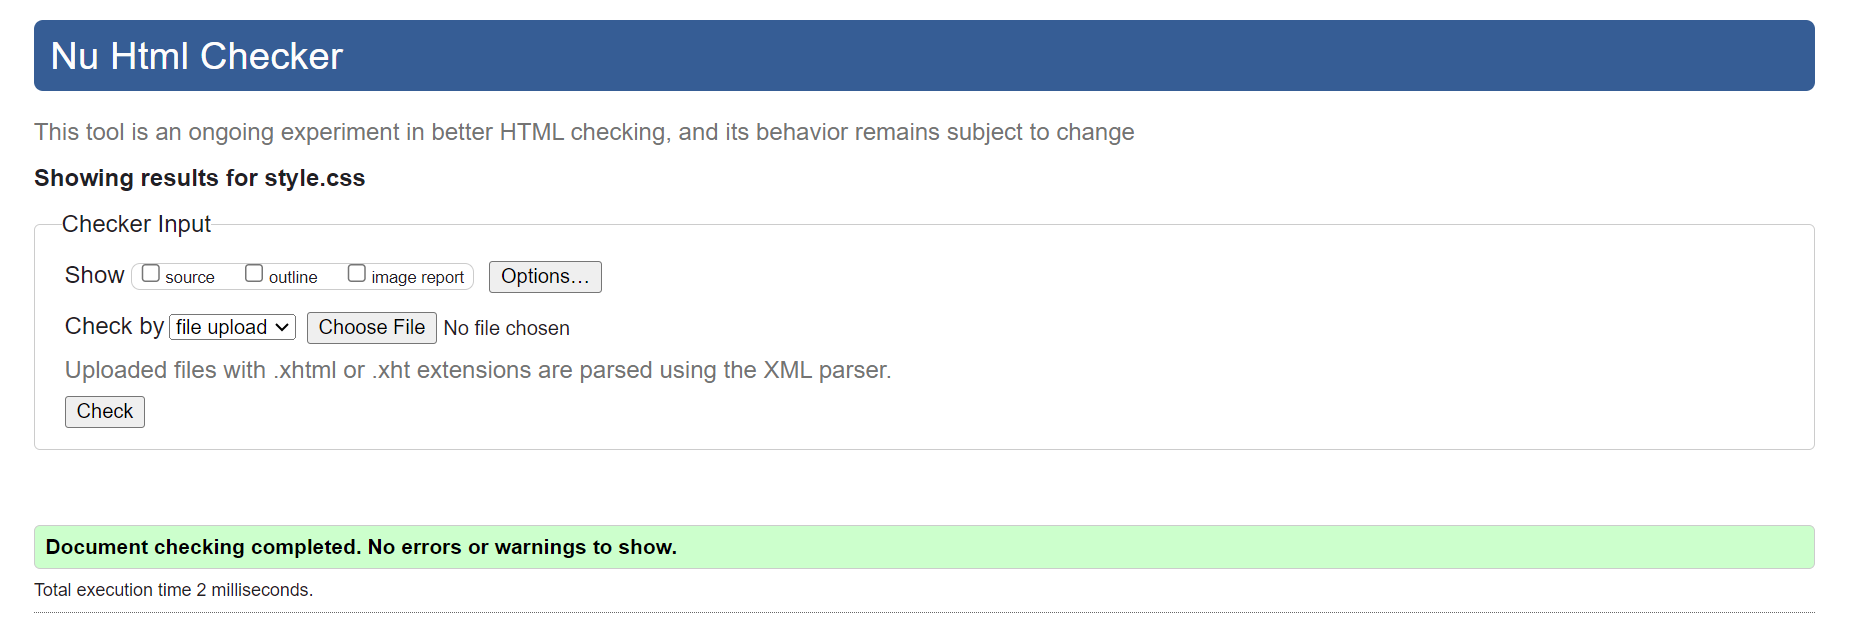 Nu Html Checker
This tool is an ongoing experiment in better HTML checking, and its behavior remains subject to change
Showing results for style.css
Checker Input
Show source outline image report Options...
Check by file upload Choose File No file chosen
Uploaded files with .xhtml or .xht extensions are parsed using the XML parser.
Check
Document checking completed. No errors or warnings to show.
Total execution time 2 milliseconds.